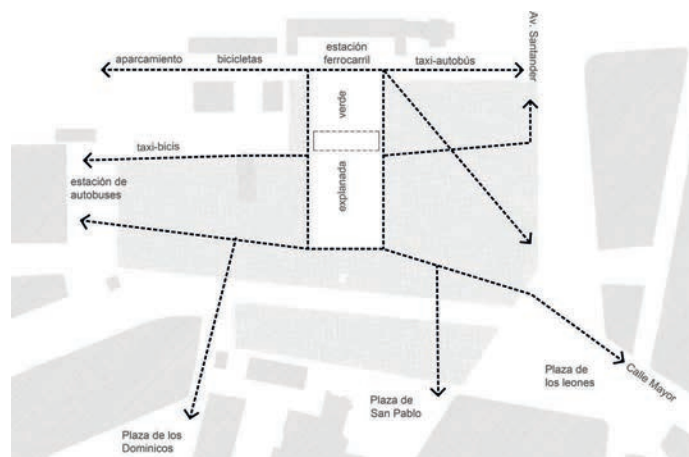 Av. Santander
estación
ferrocarril
aparcamiento
bicicletas
taxi-autobús
verde
taxi-bicis
explanada
estación de
autobuses
Plaza de
los leones
Calle Mayor
Plaza de
San Pablo
Plaza de los
Dominicos